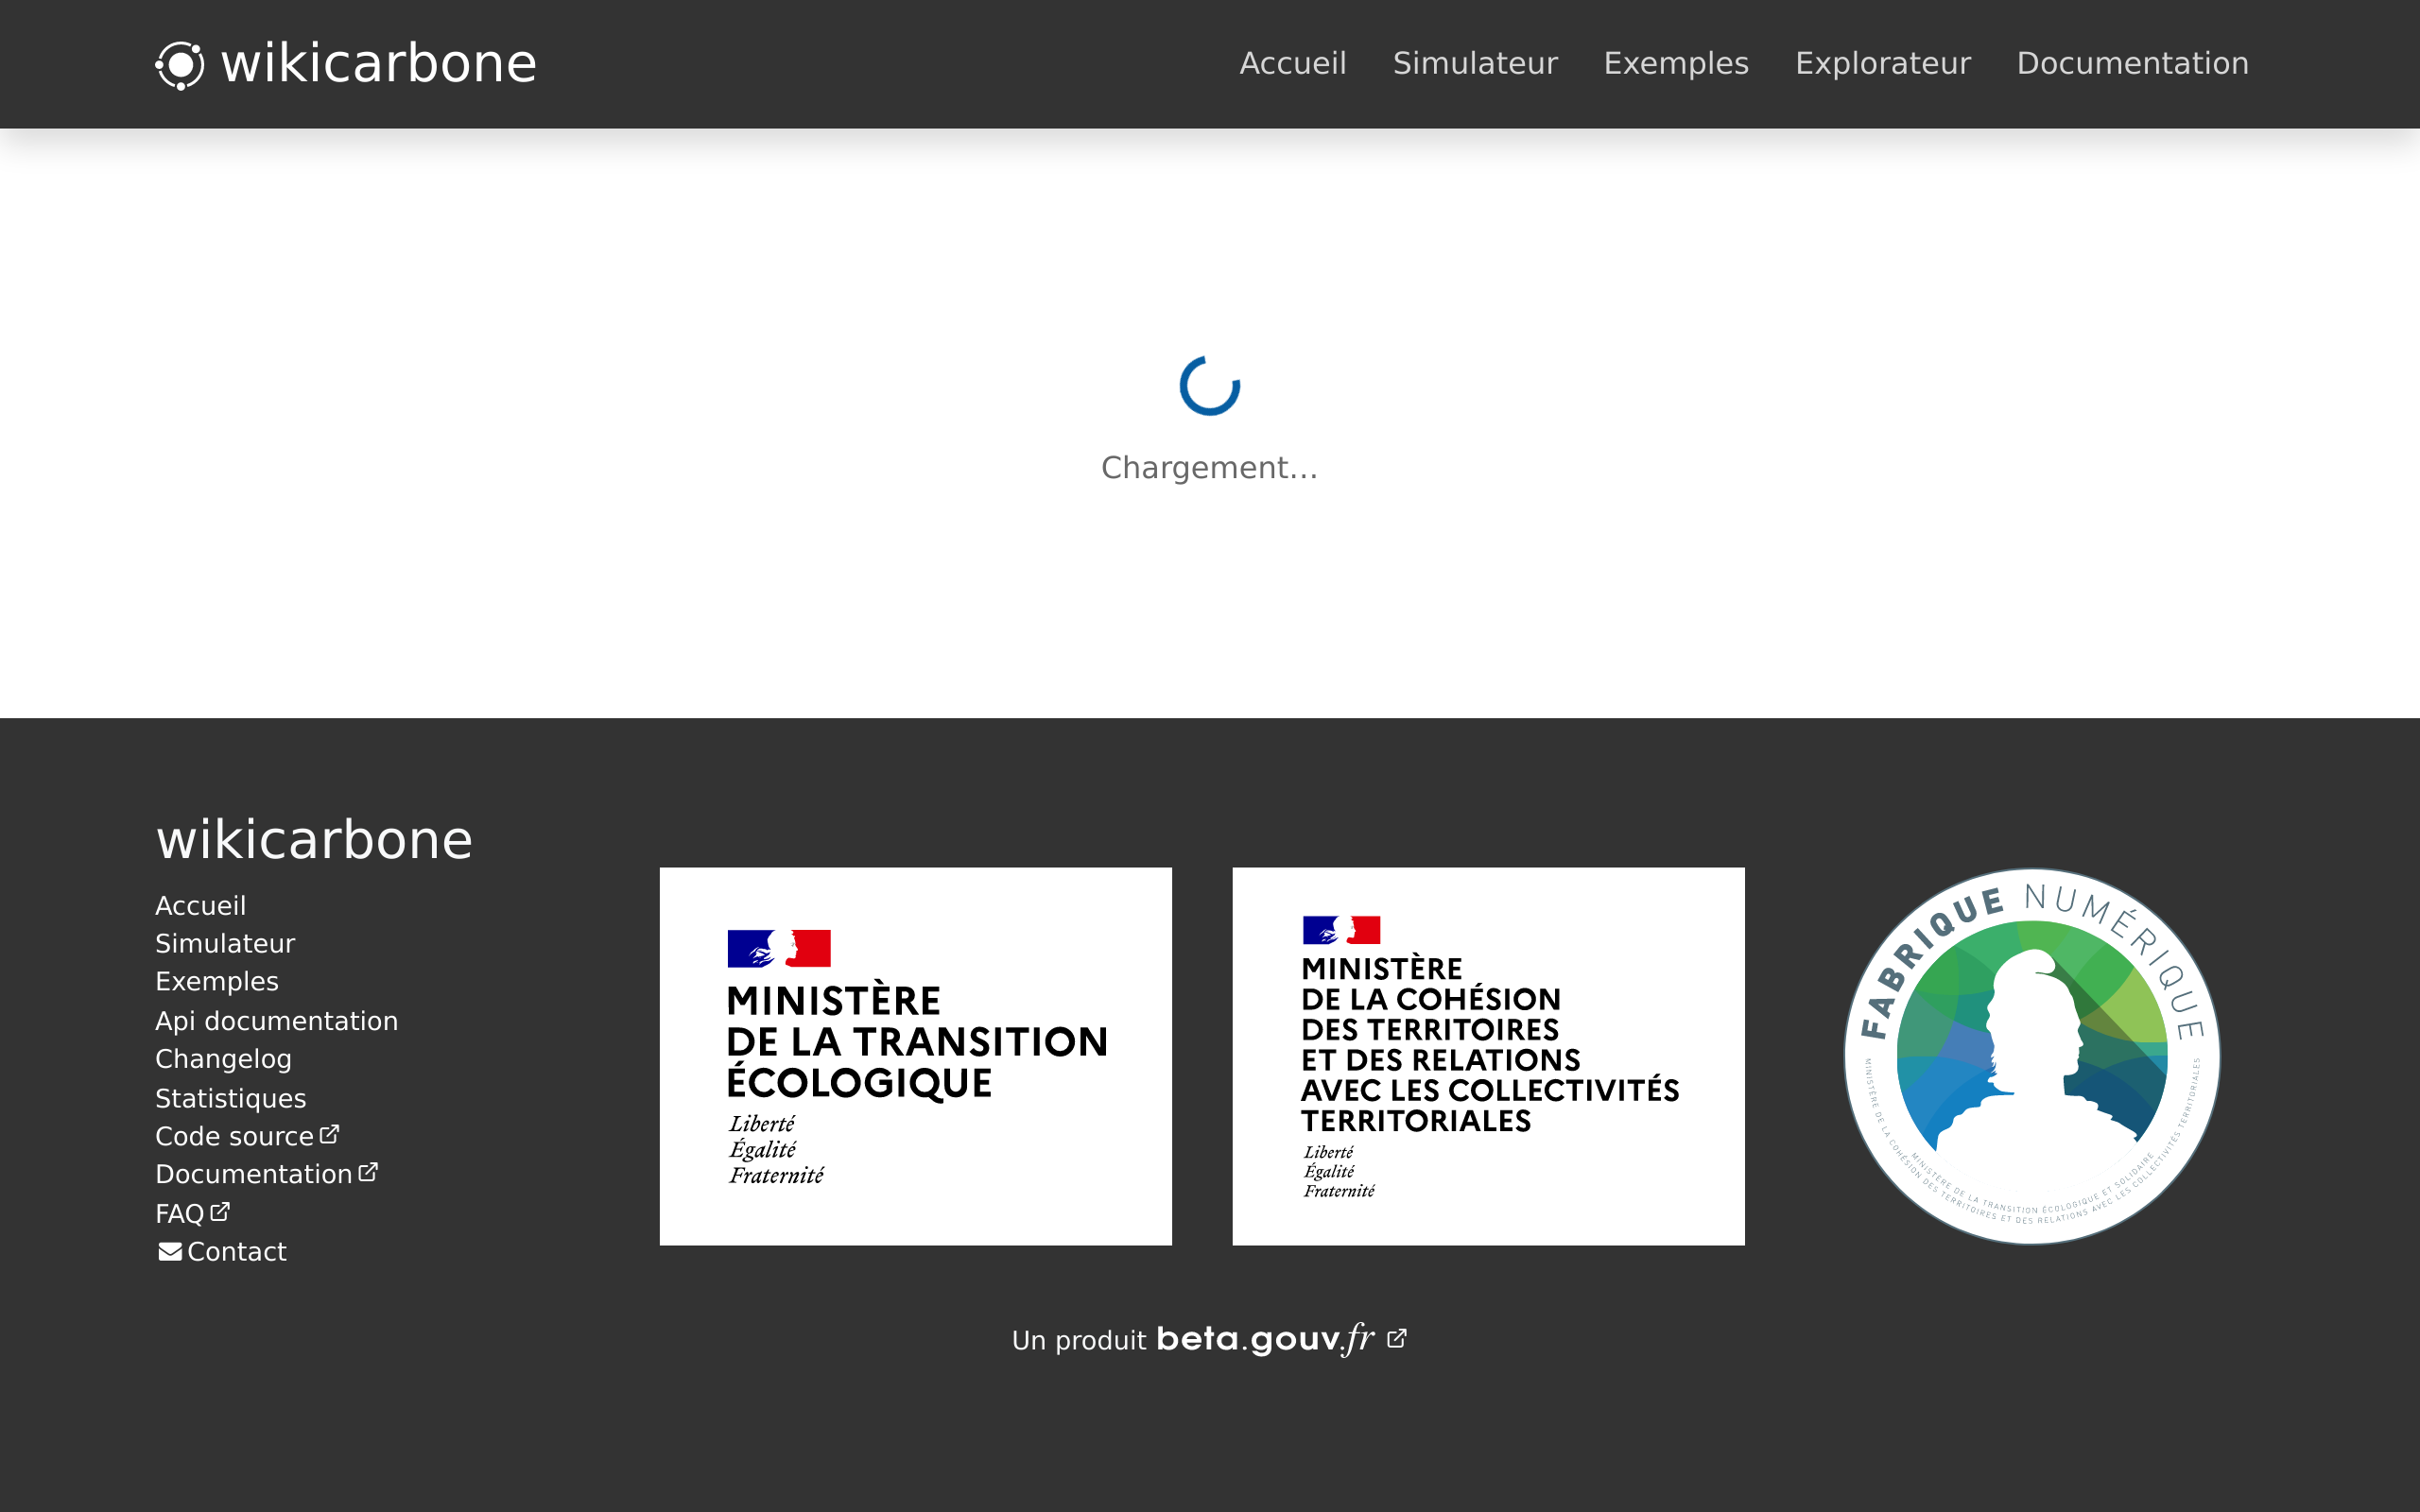 wikicarbone
Accueil Simulateur Exemples Explorateur Documentation
Chargement...
wikicarbone
Accueil
Simulateur
Exemples
Api documentation
Changelog
Statistiques
Code source
Documentation
FAQ
Contact
MINISTÈRE
DE LA TRANSITION
ÉCOLOGIQUE
Liberté
Égalité
Fraternité
MINISTÈRE
DE LA COHÉSION
DES TERRITOIRES
ET DES RELATIONS
AVEC LES COLLECTIVITÉS
TERRITORIALES
Liberté
Égalité
Fraternité
FABRIQUE NUMÉRIQUE
MINISTÈRE DE LA TRANSITION ÉCOLOGIQUE ET SOLIDAIRE
MINISTÈRE DE LA COHÉSION DES TERRITOIRES ET DES RELATIONS AVEC LES COLLECTIVITÉS TERRITORIALES
Un produit beta.gouv.fr